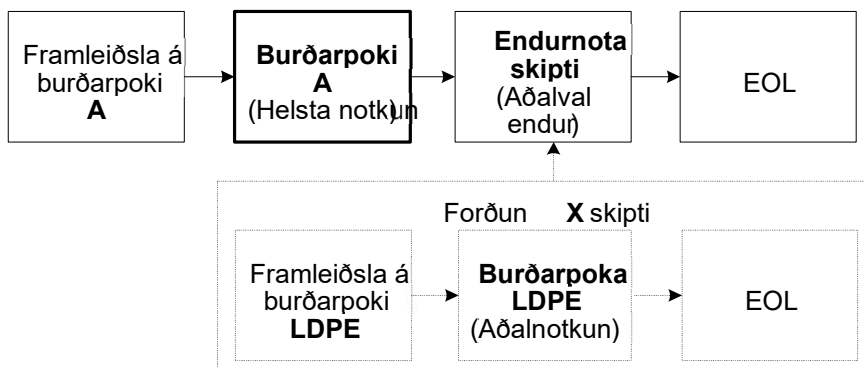 Framleiðsla á
burðarpoki
A
Burðarpoki
A
(Helsta notkun)
Endurnota
skipti
(Aðalval
endur)
EOL
Forðun X skipti
Framleiðsla á
burðarpoki
LDPE
Burðarpoka
LDPE
(Aðalnotkun)
EOL